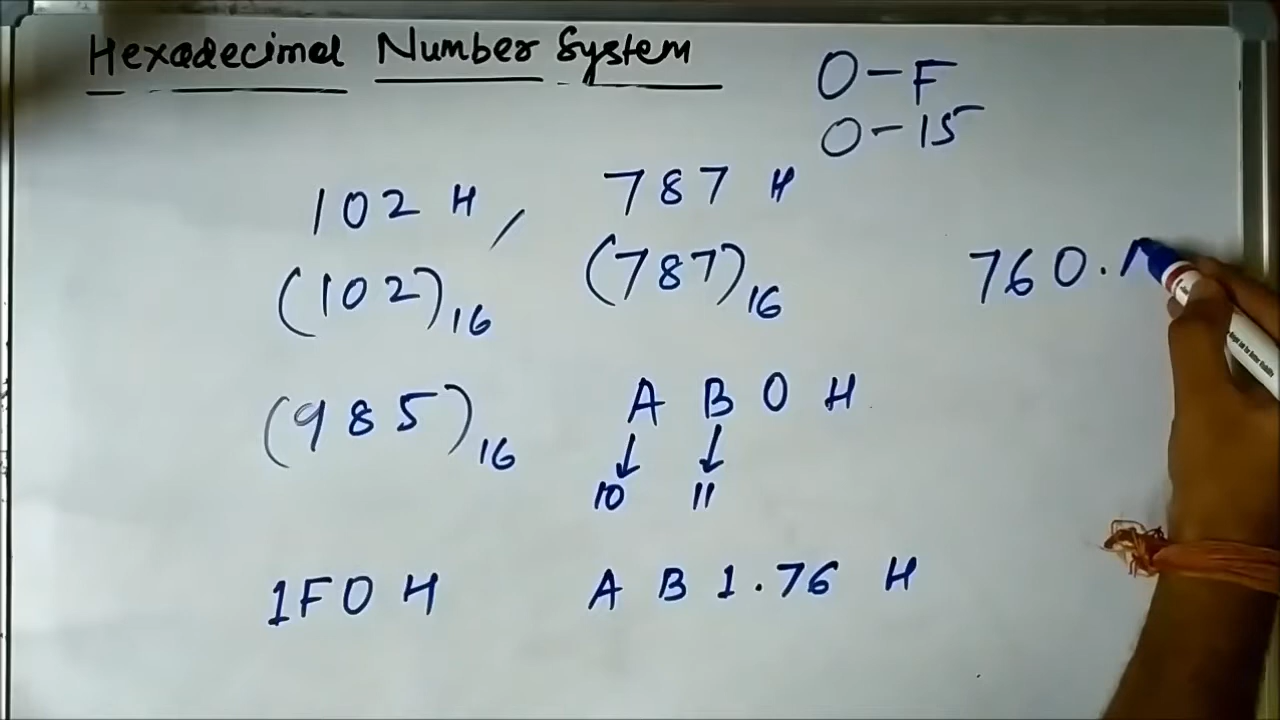 Hexadecimal Number System
0-F
0-15
102 H, 787 H
(102)16 (787)16
760.
(985)16 A B 0 H
10 11
1F0 H A B 1.76 H